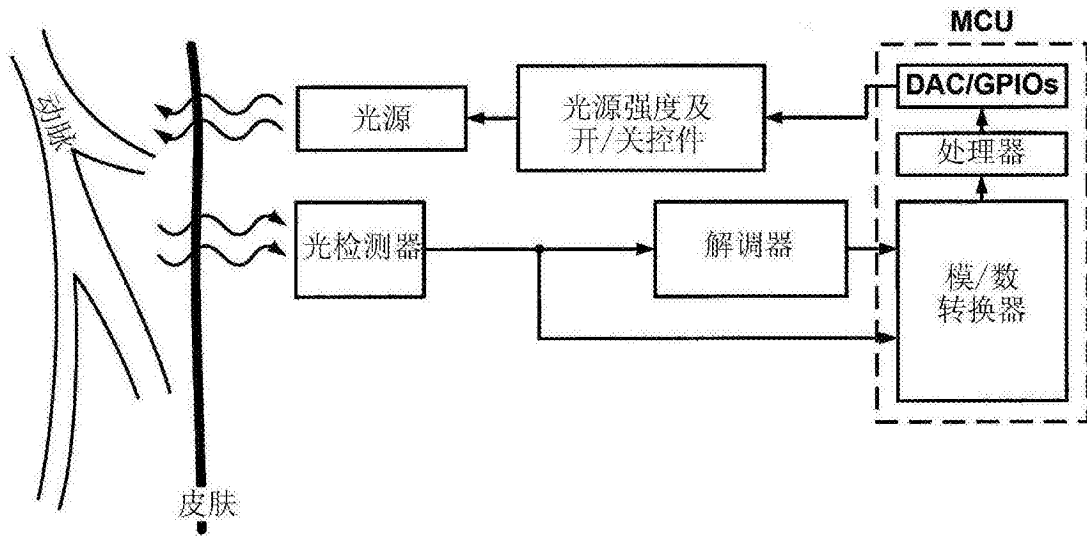 MCU
动脉
光源
光源强度及
开/关控件
DAC/GPIOs
处理器
光检测器
解调器
模/数
转换器
皮肤